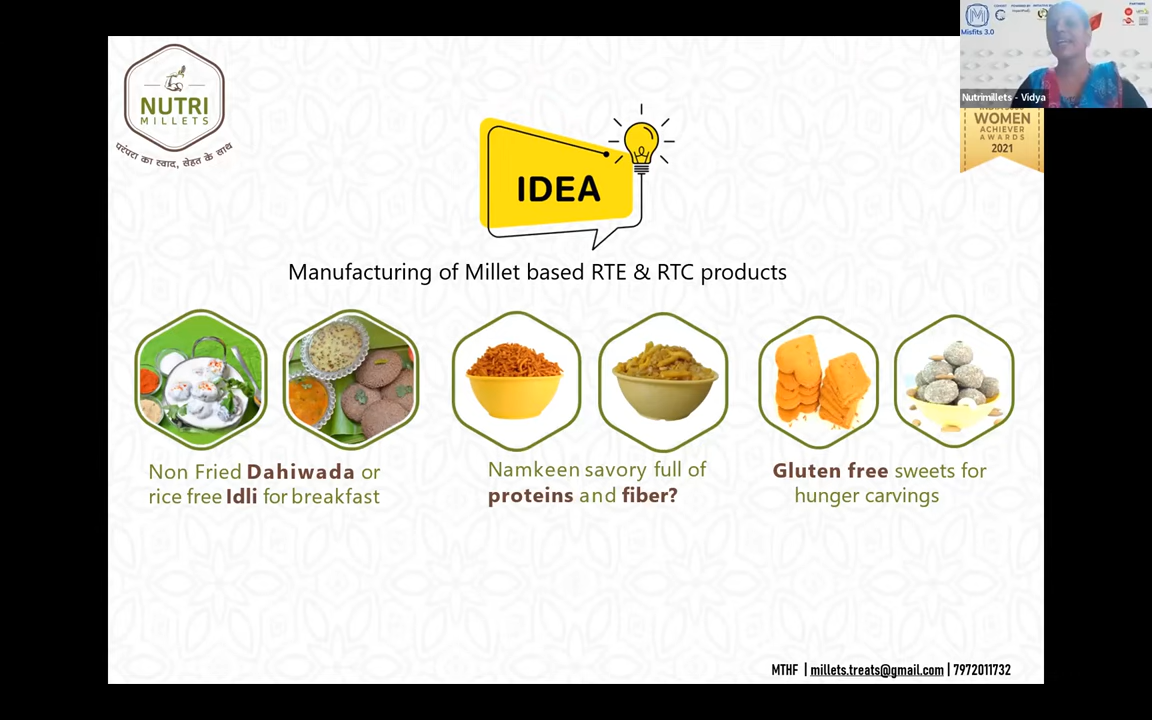 NUTRI
MILLETS
परंपरा का स्वाद, सेहत के साथ
Misfits 3.0
Nutrimillets - Vidya
WOMEN
ACHIEVER
AWARDS
2021
IDEA
Manufacturing of Millet based RTE & RTC products
Non Fried Dahiwada or
rice free Idli for breakfast
Namkeen savory full of
proteins and fiber?
Gluten free sweets for
hunger carvings
MTHF | millets.treats@gmail.com | 7972011732